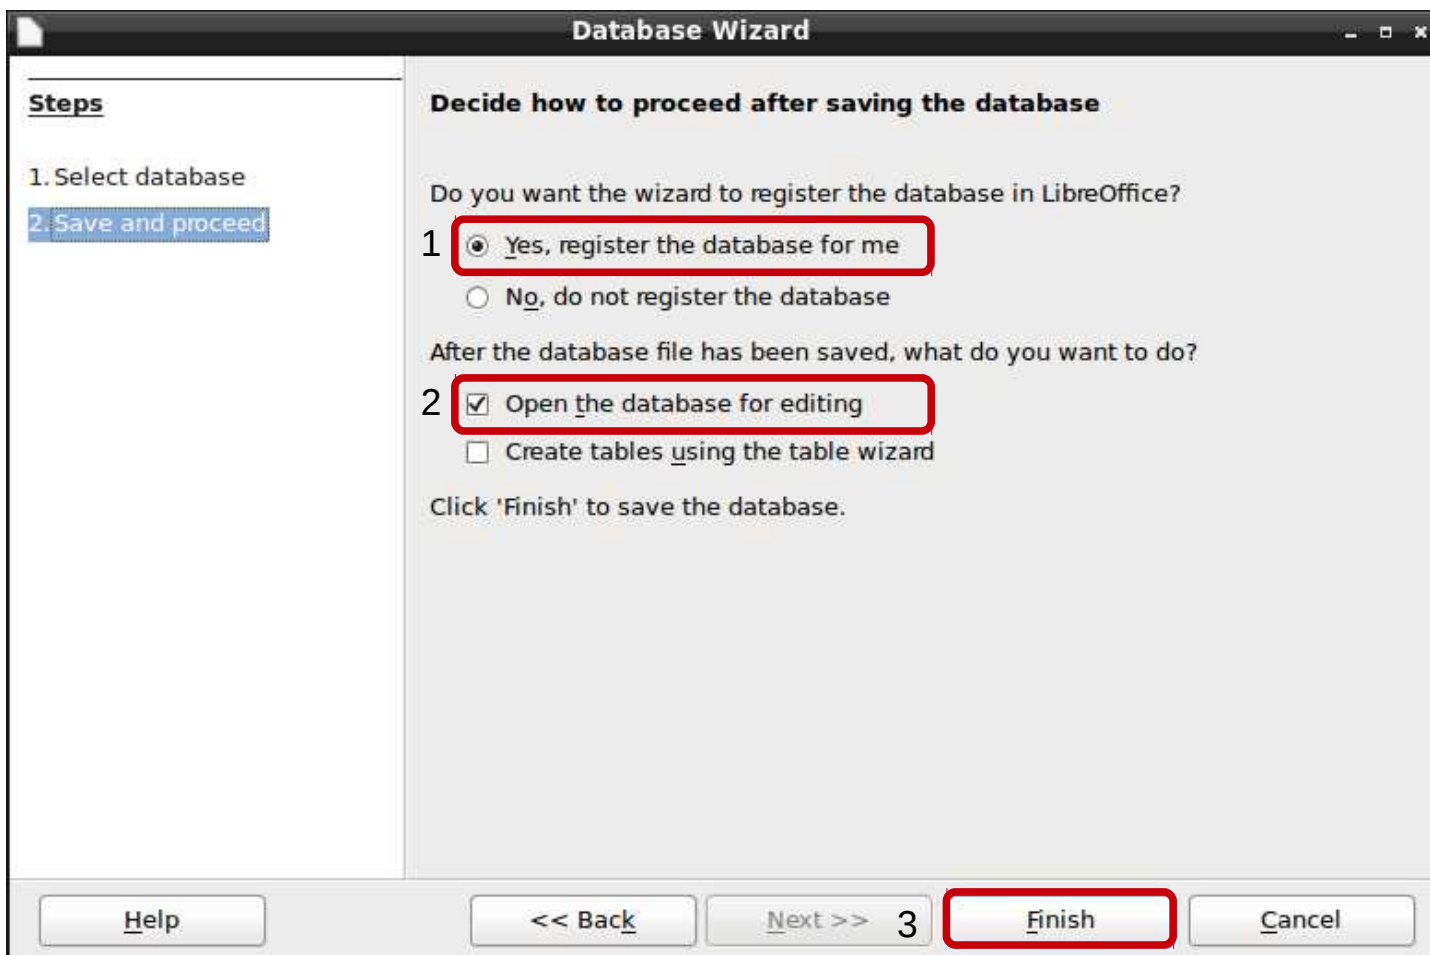 Database Wizard
Steps
1. Select database
2. Save and proceed
Decide how to proceed after saving the database
Do you want the wizard to register the database in LibreOffice?
1 Yes, register the database for me
No, do not register the database
After the database file has been saved, what do you want to do?
2 Open the database for editing
Create tables using the table wizard
Click 'Finish' to save the database.
Help
<< Back
Next >>
3
Finish
Cancel